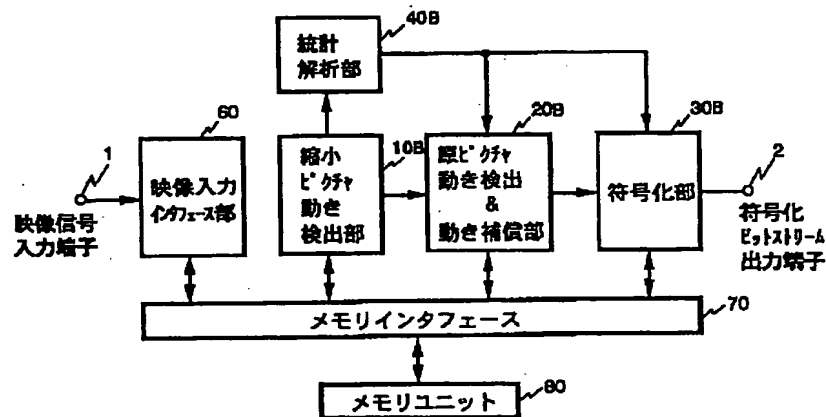 40B
統計
解析部
60
20B
30B
1
10B
2
映像入力
インタフェース部
縮小
ピクチャ
動き
検出部
原ピクチャ
動き検出
&
動き補償部
符号化部
映像信号
入力端子
符号化
ビットストリーム
出力端子
メモリインタフェース
70
メモリユニット
80